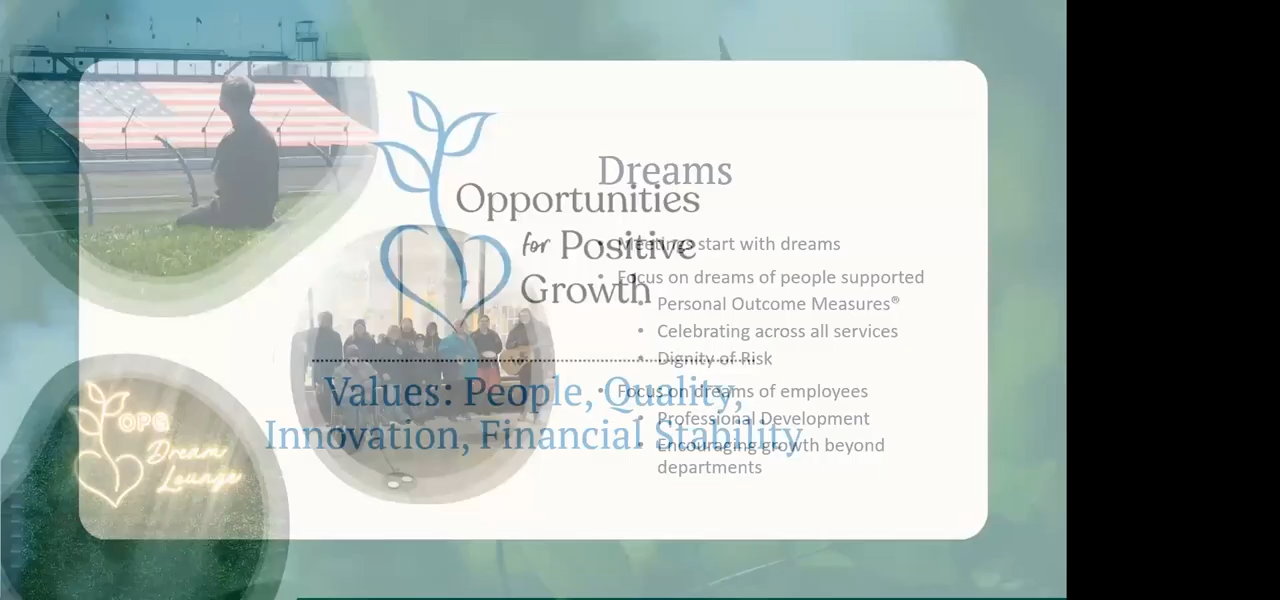 Dreams
Opportunities
for Positive
Growth
• Meetings start with dreams
• Focus on dreams of people supported
Personal Outcome Measures®
• Celebrating across all services
• Dignity of Risk
Values: People, Quality,
Innovation, Financial Stability
• Focus on dreams of employees
• Professional Development
• Encouraging growth beyond
departments
OPG
Dream
Lounge